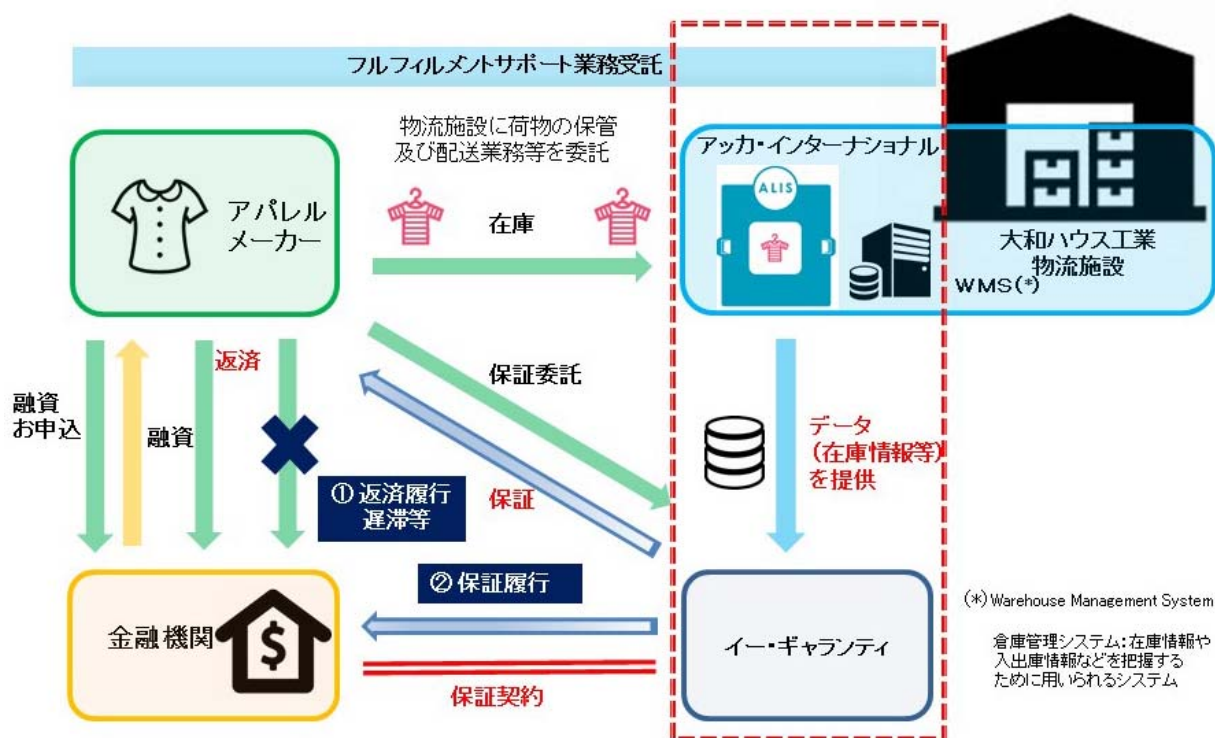 フルフィルメントサポート業務受託
物流施設に荷物の保管
及び配送業務等を委託
アパレル
メーカー
在庫
アッカ・インターナショナル
ALIS
WMS(*)
大和ハウス工業
物流施設
融資
お申込
融資
返済
① 返済履行
遅滞等
保証委託
保証
データ
(在庫情報等)
を提供
金融機関
$
② 保証履行
保証契約
イー・ギャランティ
(*)Warehouse Management System
倉庫管理システム:在庫情報や
入出庫情報などを把握する
ために用いられるシステム